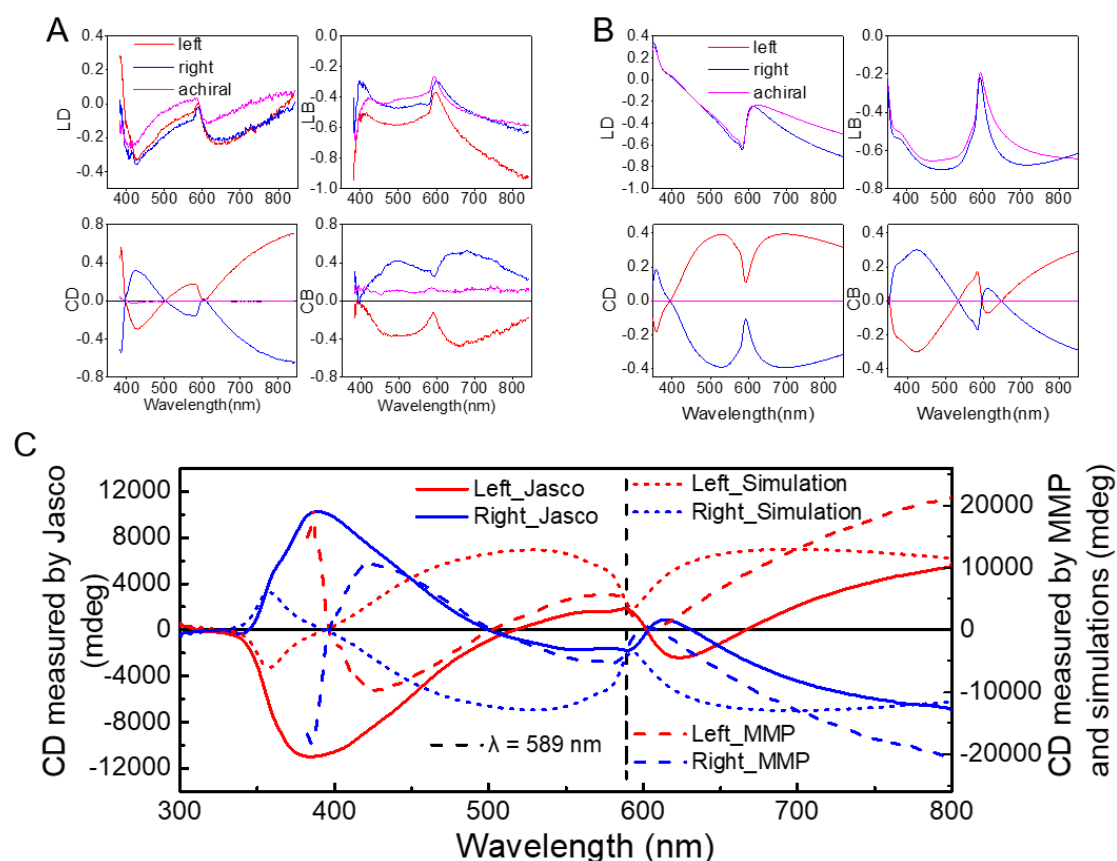 A
left
right
achiral
LD
0.4
0.2
0.0
-0.2
-0.4
400 500 600 700 800
LB
0.0
-0.2
-0.4
-0.6
-0.8
-1.0
400 500 600 700 800
CD
0.8
0.4
0.0
-0.4
-0.8
400 500 600 700 800
Wavelength(nm)
CB
0.8
0.4
0.0
-0.4
-0.8
400 500 600 700 800
Wavelength(nm)
B
left
right
achiral
LD
0.4
0.2
0.0
-0.2
-0.4
-0.6
-0.8
-1.0
400 500 600 700 800
LB
0.0
-0.2
-0.4
-0.6
-0.8
400 500 600 700 800
CD
0.4
0.2
0.0
-0.2
-0.4
400 500 600 700 800
Wavelength(nm)
CB
0.4
0.2
0.0
-0.2
-0.4
400 500 600 700 800
Wavelength(nm)
C
CD measured by Jasco
(mdeg)
12000
8000
4000
0
-4000
-8000
-12000
Left_Jasco
Right_Jasco
Left_Simulation
Right_Simulation
λ = 589 nm
Left_MMP
Right_MMP
20000
10000
0
-10000
-20000
CD measured by MMP
and simulations (mdeg)
300 400 500 600 700 800
Wavelength (nm)